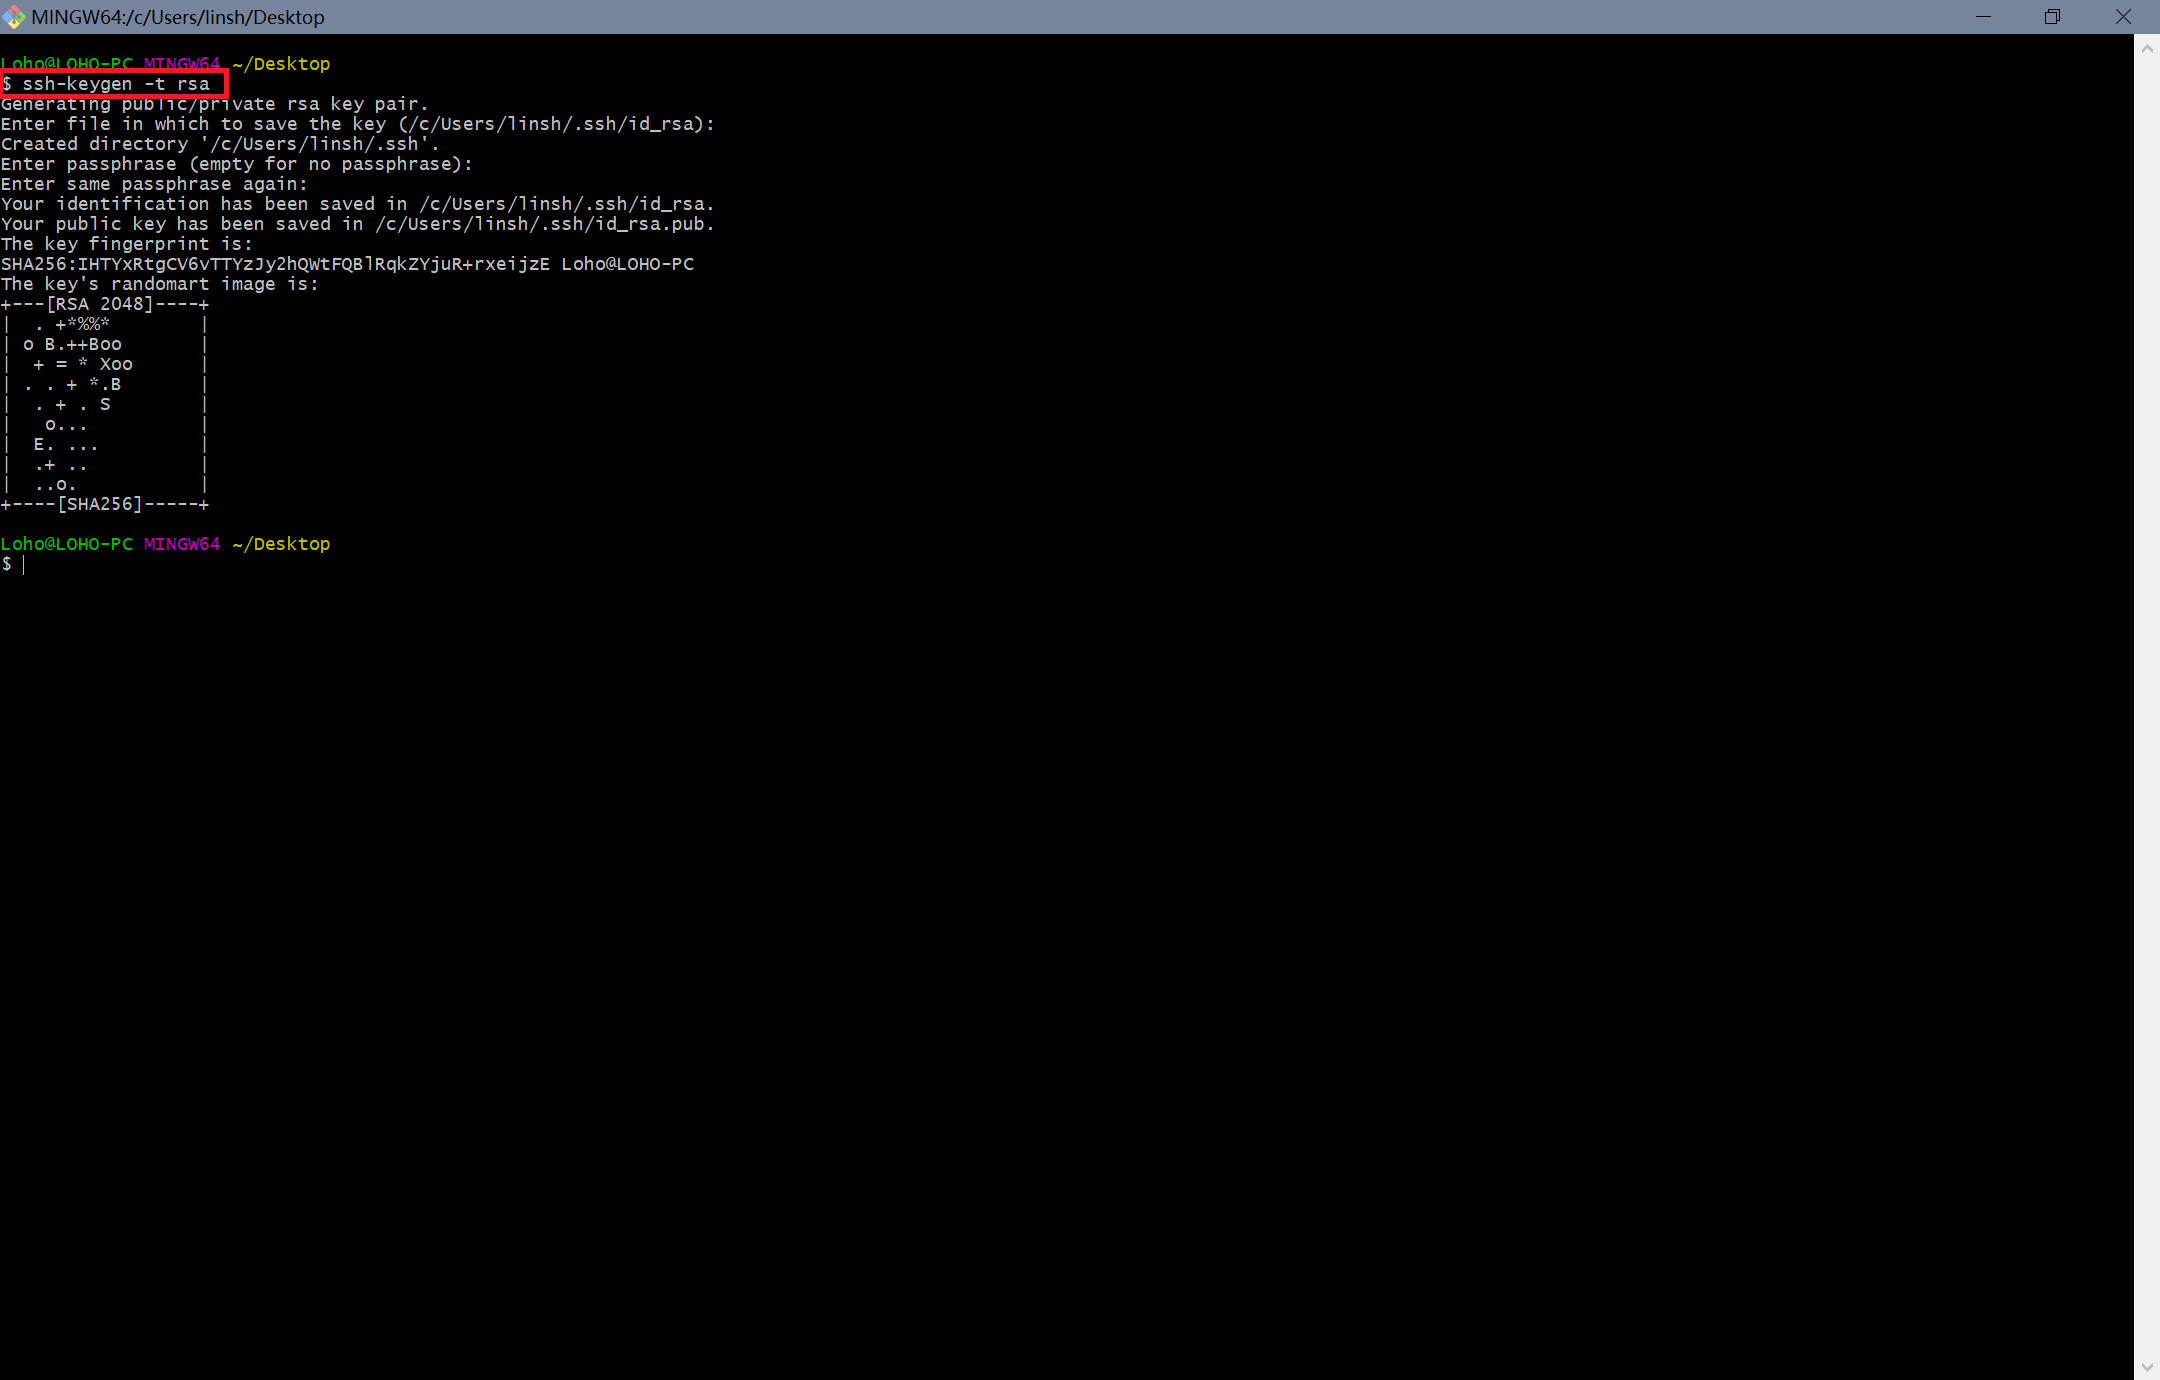 MINGW64:/c/Users/linsh/Desktop
Loho@LOHO-PC MINGW64 ~/Desktop
$ ssh-keygen -t rsa
Generating public/private rsa key pair.
Enter file in which to save the key (/c/Users/linsh/.ssh/id_rsa):
Created directory '/c/Users/linsh/.ssh'.
Enter passphrase (empty for no passphrase):
Enter same passphrase again:
Your identification has been saved in /c/Users/linsh/.ssh/id_rsa.
Your public key has been saved in /c/Users/linsh/.ssh/id_rsa.pub.
The key fingerprint is:
SHA256:IHTYxRtgCV6vTTYzJy2hQWtFQBlRqkZYjuR+rxeijzE Loho@LOHO-PC
The key's randomart image is:
+---[RSA 2048]----+
|  . +*%%*        |
| o B.++Boo       |
|  + = * Xoo      |
| . . + *.B       |
|  . + . S        |
|   o...          |
|  E. ...         |
|  .+ ..          |
|  ..o.           |
+----[SHA256]-----+
Loho@LOHO-PC MINGW64 ~/Desktop
$